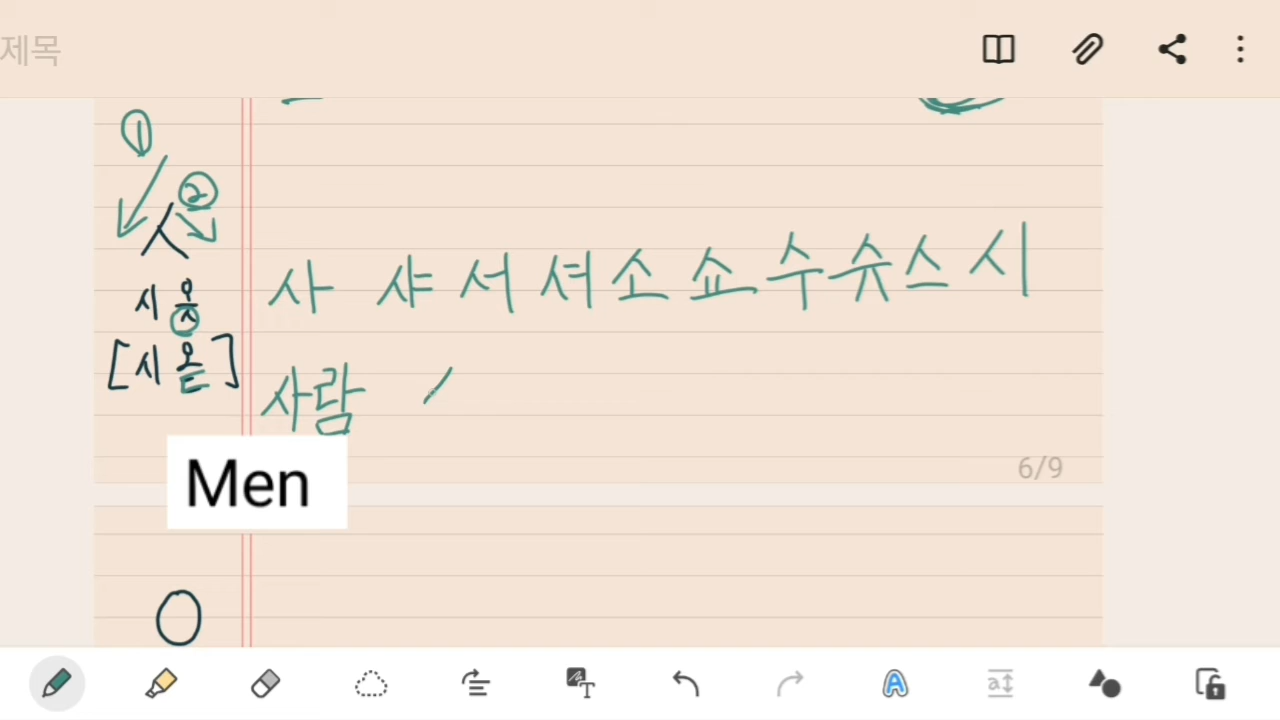 제목
① ②
ㅅ
시옷
[시옫]
사 샤 서 셔 소 쇼 수 슈 스 시
사람
Men
6/9
ㅇ